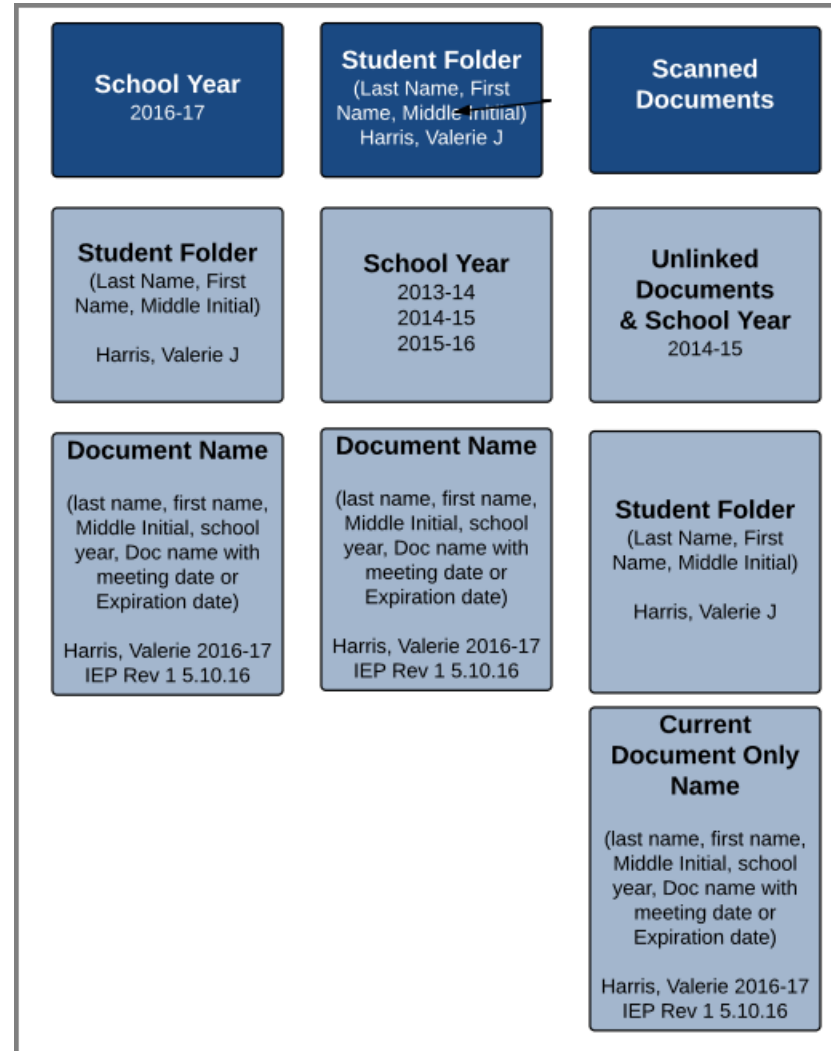 School Year
2016-17
Student Folder
(Last Name, First
Name, Middle Initiial)
Harris, Valerie J
Scanned
Documents
Student Folder
(Last Name, First
Name, Middle Initial)
Harris, Valerie J
School Year
2013-14
2014-15
2015-16
Unlinked
Documents
& School Year
2014-15
Document Name
(last name, first name,
Middle Initial, school
year, Doc name with
meeting date or
Expiration date)
Harris, Valerie 2016-17
IEP Rev 1 5.10.16
Document Name
(last name, first name,
Middle Initial, school
year, Doc name with
meeting date or
Expiration date)
Harris, Valerie 2016-17
IEP Rev 1 5.10.16
Student Folder
(Last Name, First
Name, Middle Initial)
Harris, Valerie J
Current
Document Only
Name
(last name, first name,
Middle Initial, school
year, Doc name with
meeting date or
Expiration date)
Harris, Valerie 2016-17
IEP Rev 1 5.10.16